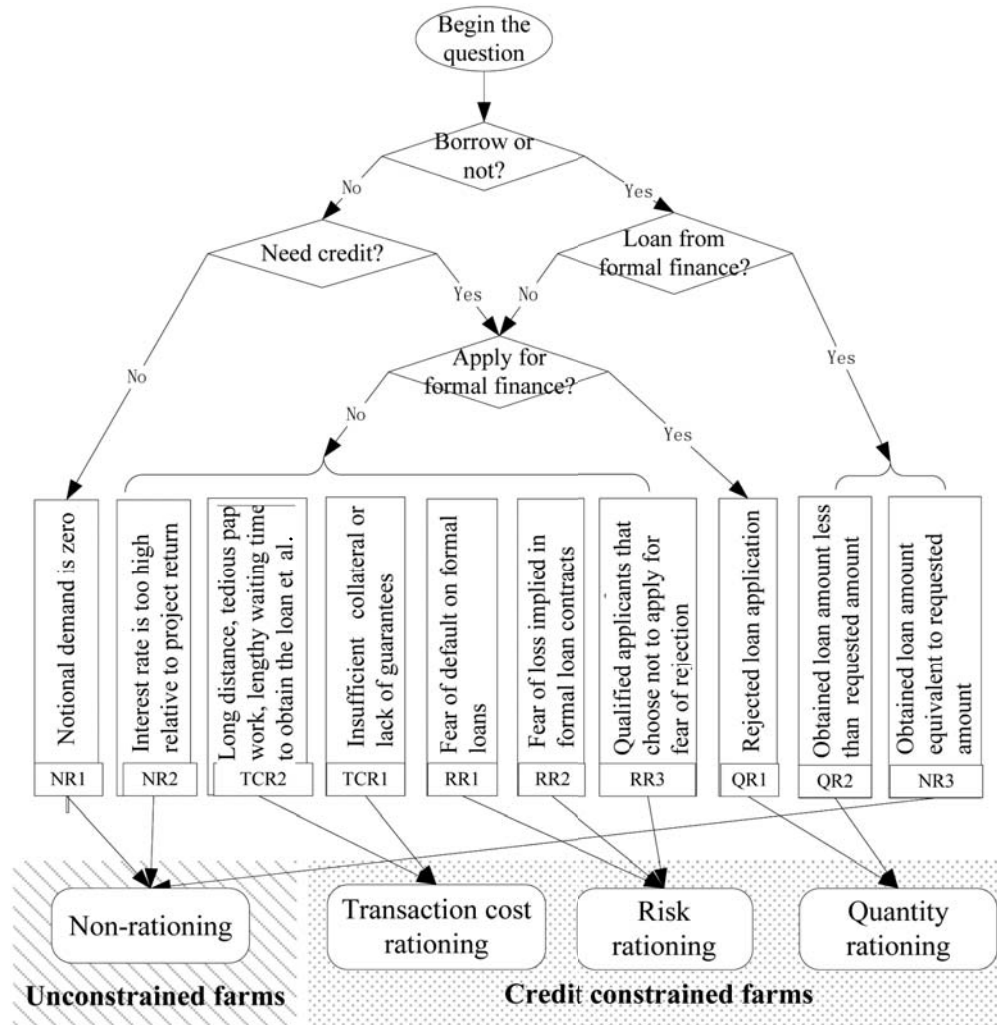 Begin the
question
Borrow or
not?
No
Yes
Need credit?
Loan from
formal finance?
Yes
No
Apply for
formal finance?
No
Yes
No
Yes
Notional demand is zero
NR1
Interest rate is too high
relative to project return
NR2
Long distance, tedious pap
work, lengthy waiting time
to obtain the loan et al.
TCR2
Insufficient collateral or
lack of guarantees
TCR1
Fear of default on formal
loans
RR1
Fear of loss implied in
formal loan contracts
RR2
Qualified applicants that
choose not to apply for
fear of rejection
RR3
Rejected loan application
QR1
Obtained loan amount less
than requested amount
QR2
Obtained loan amount
equivalent to requested
amount
NR3
Non-rationing
Transaction cost
rationing
Risk
rationing
Quantity
rationing
Unconstrained farms
Credit constrained farms